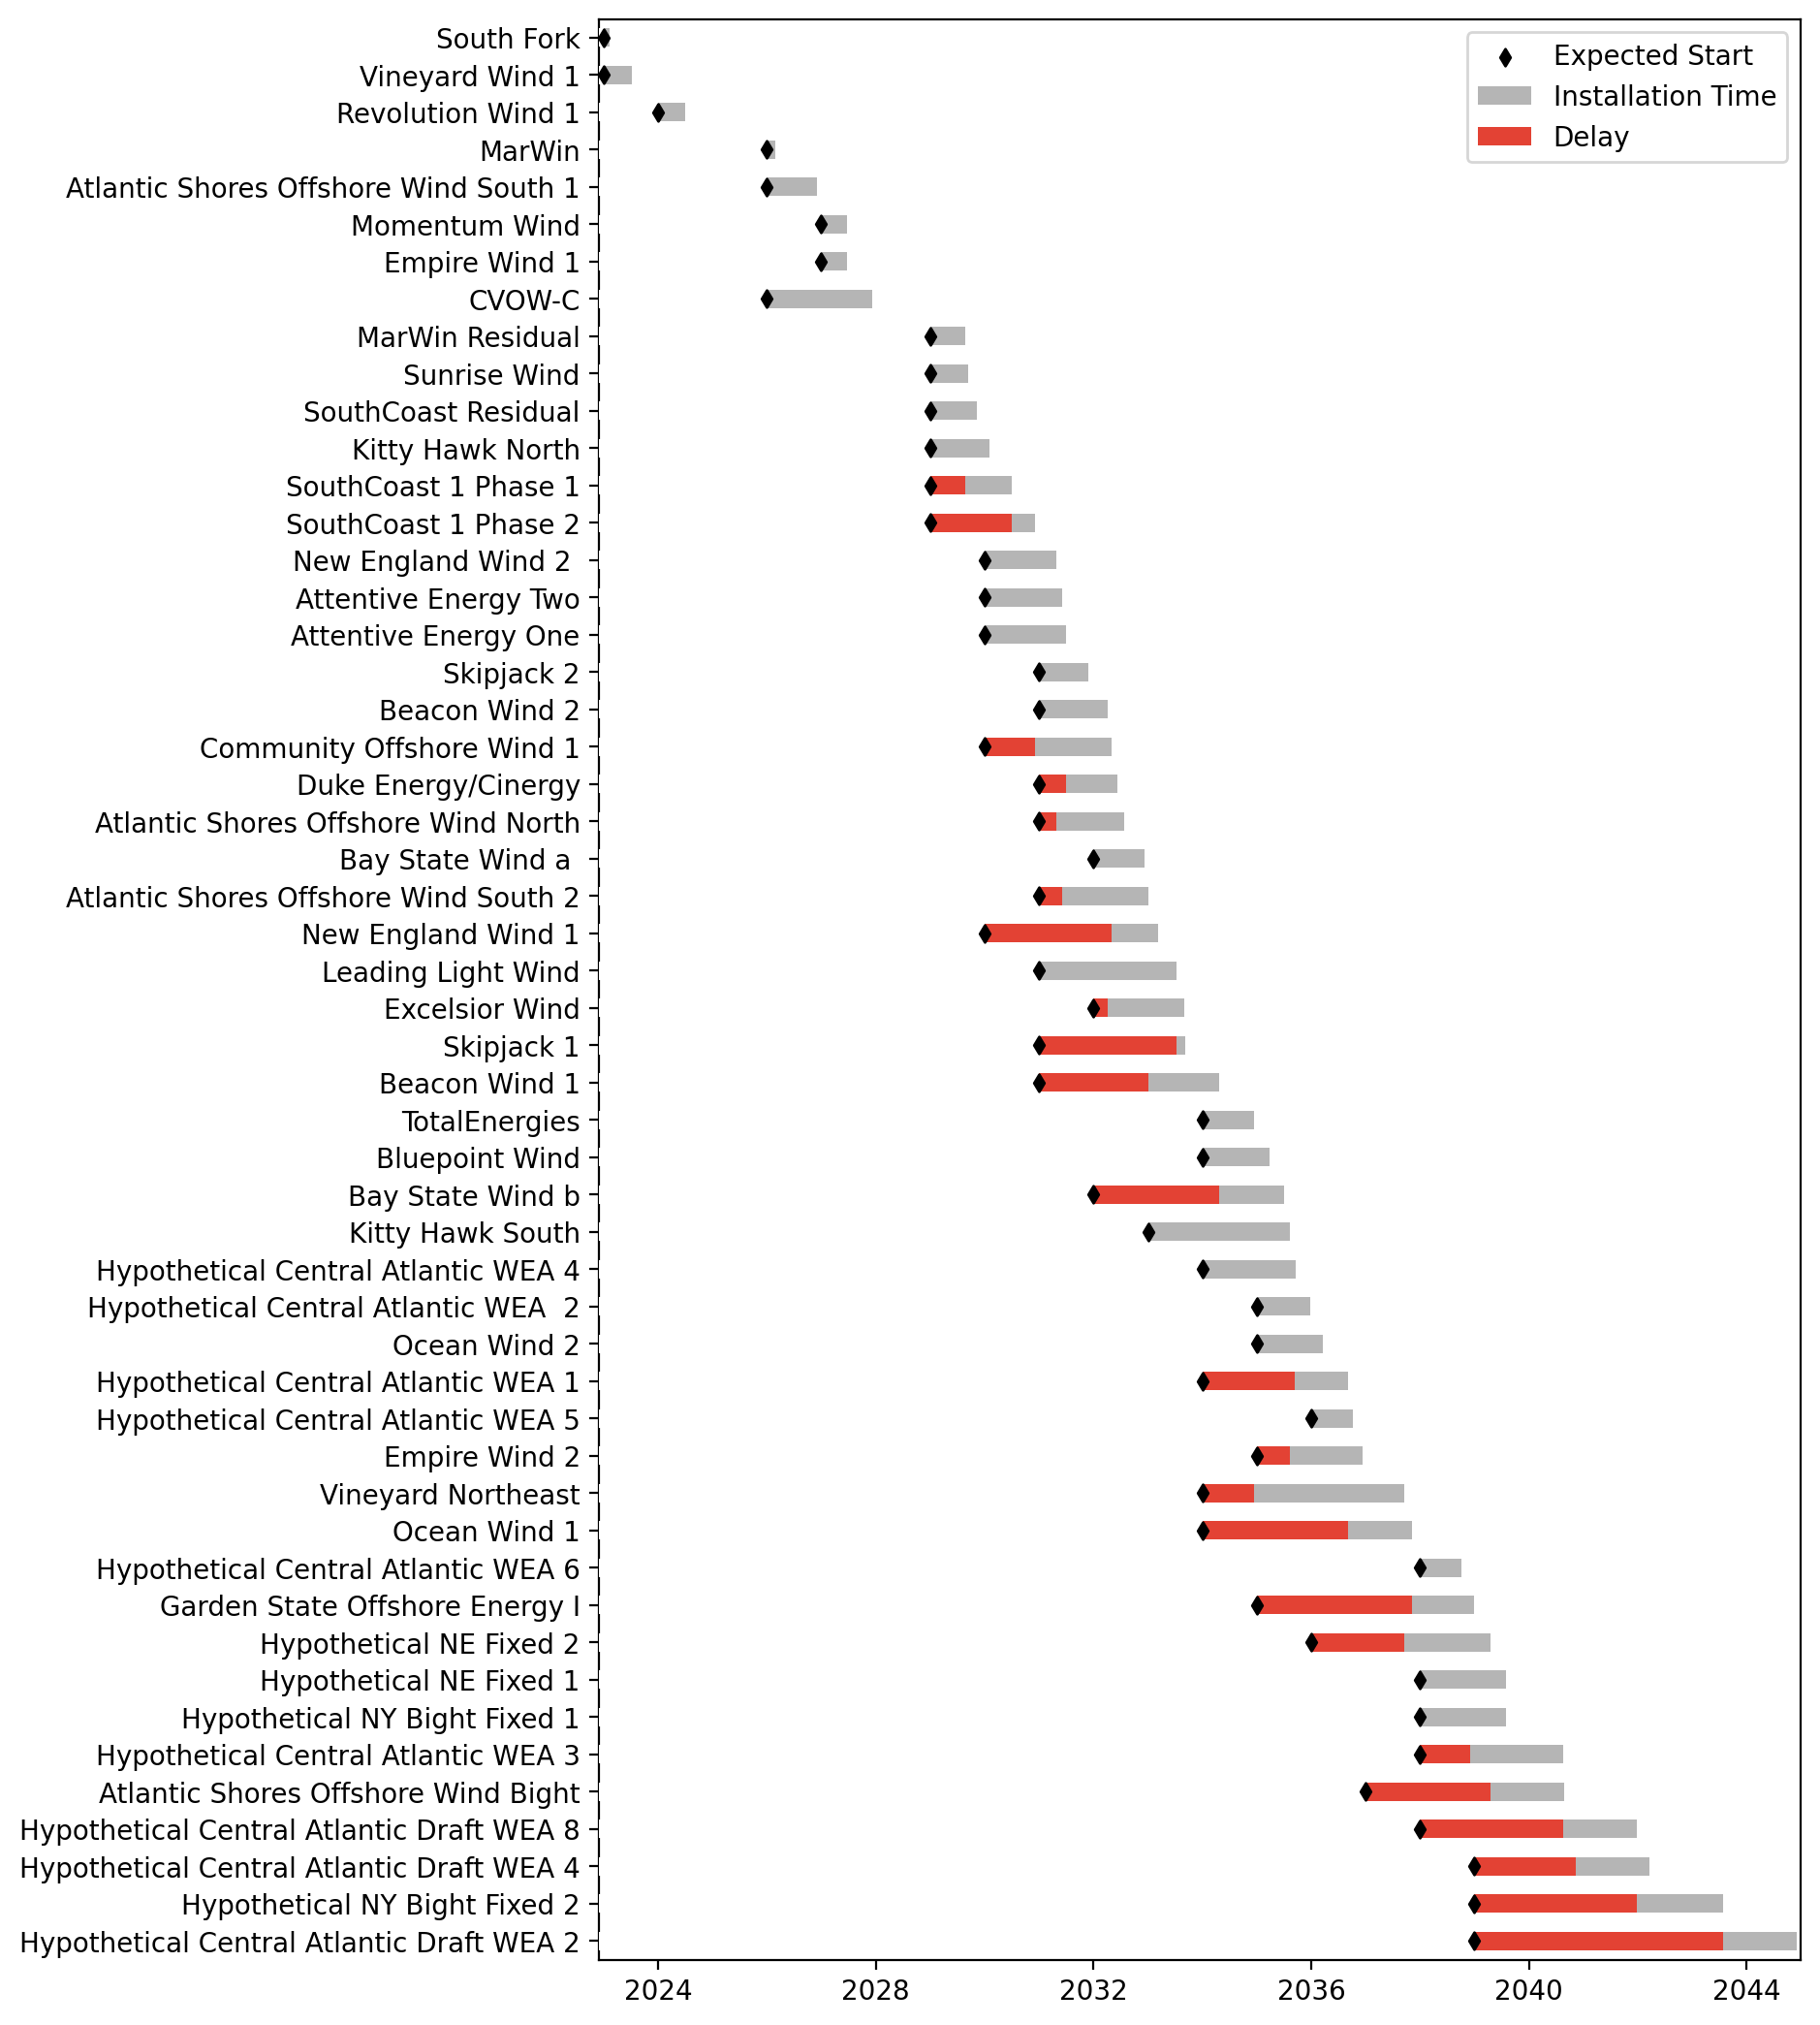 South Fork
Vineyard Wind 1
Revolution Wind 1
MarWin
Atlantic Shores Offshore Wind South 1
Momentum Wind
Empire Wind 1
CVOW-C
MarWin Residual
Sunrise Wind
SouthCoast Residual
Kitty Hawk North
SouthCoast 1 Phase 1
SouthCoast 1 Phase 2
New England Wind 2
Attentive Energy Two
Attentive Energy One
Skipjack 2
Beacon Wind 2
Community Offshore Wind 1
Duke Energy/Cinergy
Atlantic Shores Offshore Wind North
Bay State Wind a
Atlantic Shores Offshore Wind South 2
New England Wind 1
Leading Light Wind
Excelsior Wind
Skipjack 1
Beacon Wind 1
TotalEnergies
Bluepoint Wind
Bay State Wind b
Kitty Hawk South
Hypothetical Central Atlantic WEA 4
Hypothetical Central Atlantic WEA  2
Ocean Wind 2
Hypothetical Central Atlantic WEA 1
Hypothetical Central Atlantic WEA 5
Empire Wind 2
Vineyard Northeast
Ocean Wind 1
Hypothetical Central Atlantic WEA 6
Garden State Offshore Energy I
Hypothetical NE Fixed 2
Hypothetical NE Fixed 1
Hypothetical NY Bight Fixed 1
Hypothetical Central Atlantic WEA 3
Atlantic Shores Offshore Wind Bight
Hypothetical Central Atlantic Draft WEA 8
Hypothetical Central Atlantic Draft WEA 4
Hypothetical NY Bight Fixed 2
Hypothetical Central Atlantic Draft WEA 2
Expected Start
Installation Time
Delay
2024 2028 2032 2036 2040 2044